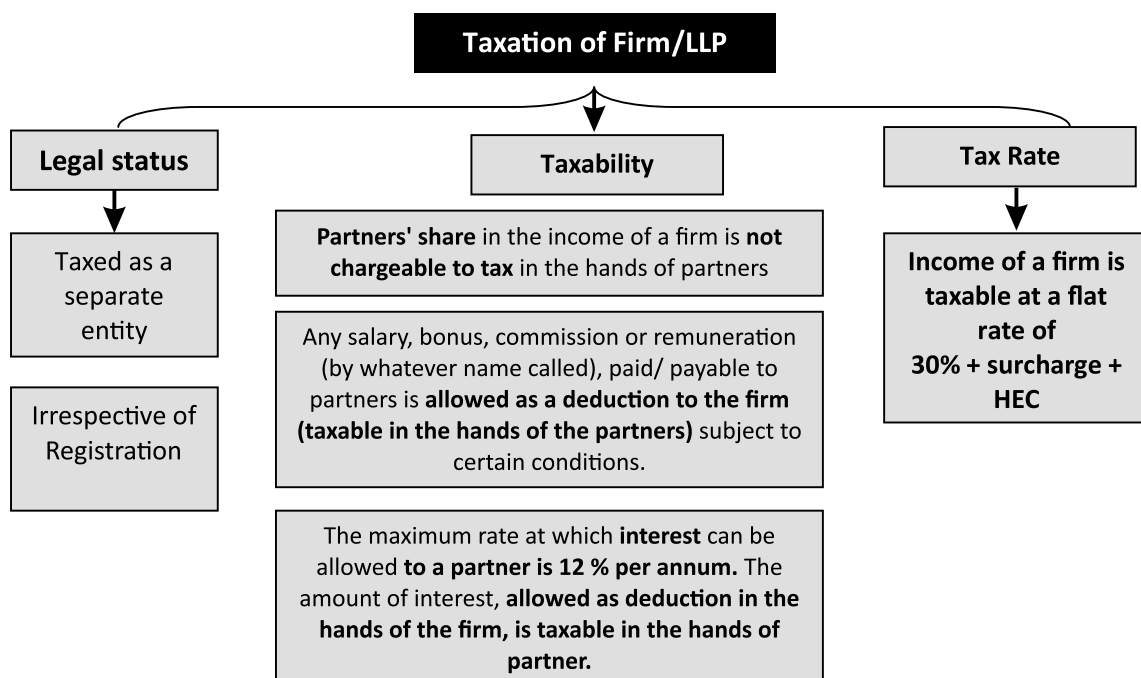 Taxation of Firm/LLP
Legal status
Taxed as a
separate
entity
Irrespective of
Registration
Taxability
Partners' share in the income of a firm is not
chargeable to tax in the hands of partners
Any salary, bonus, commission or remuneration
(by whatever name called), paid/ payable to
partners is allowed as a deduction to the firm
(taxable in the hands of the partners) subject to
certain conditions.
The maximum rate at which interest can be
allowed to a partner is 12 % per annum. The
amount of interest, allowed as deduction in the
hands of the firm, is taxable in the hands of
partner.
Tax Rate
Income of a firm is
taxable at a flat
rate of
30% + surcharge +
HEC